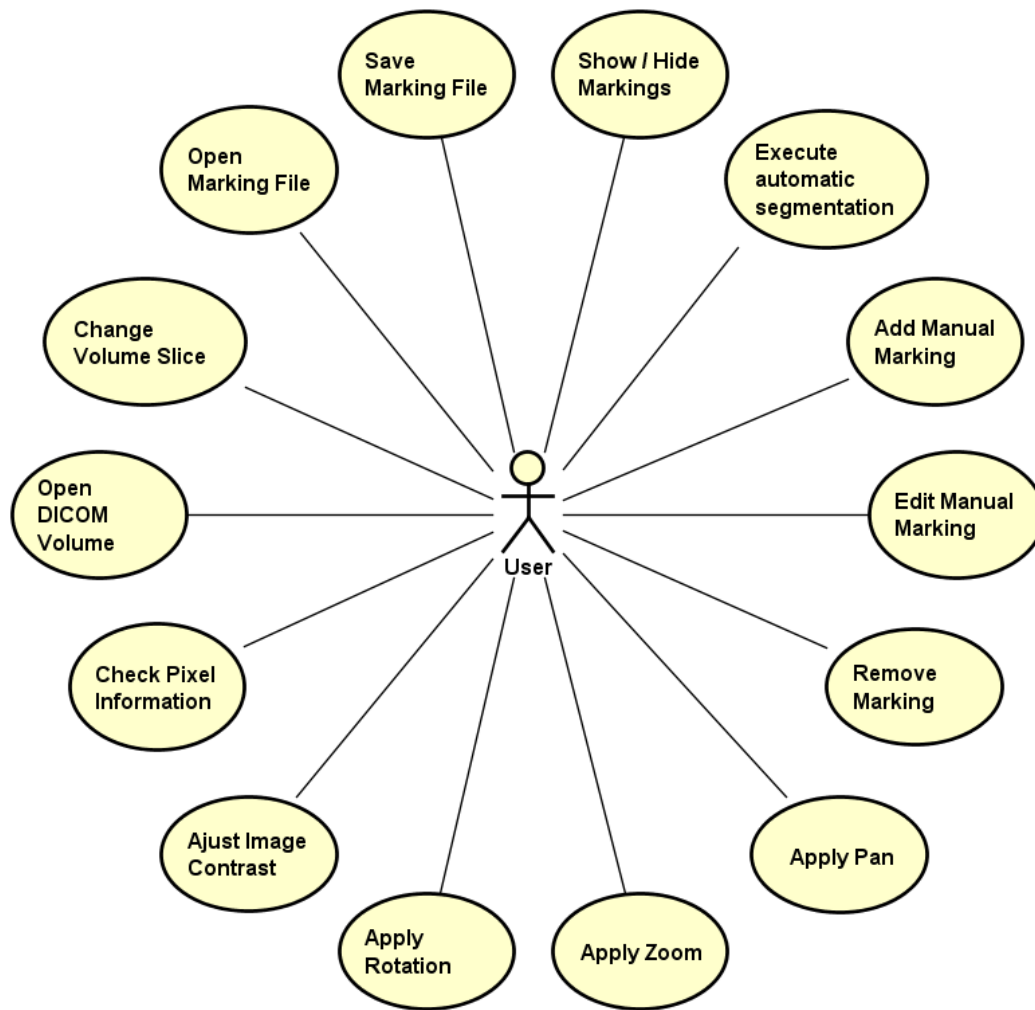 Save
Marking File
Show / Hide
Markings
Open
Marking File
Execute
automatic
segmentation
Change
Volume Slice
Add Manual
Marking
Open
DICOM
Volume
Edit Manual
Marking
User
Check Pixel
Information
Remove
Marking
Ajust Image
Contrast
Apply Pan
Apply
Rotation
Apply Zoom